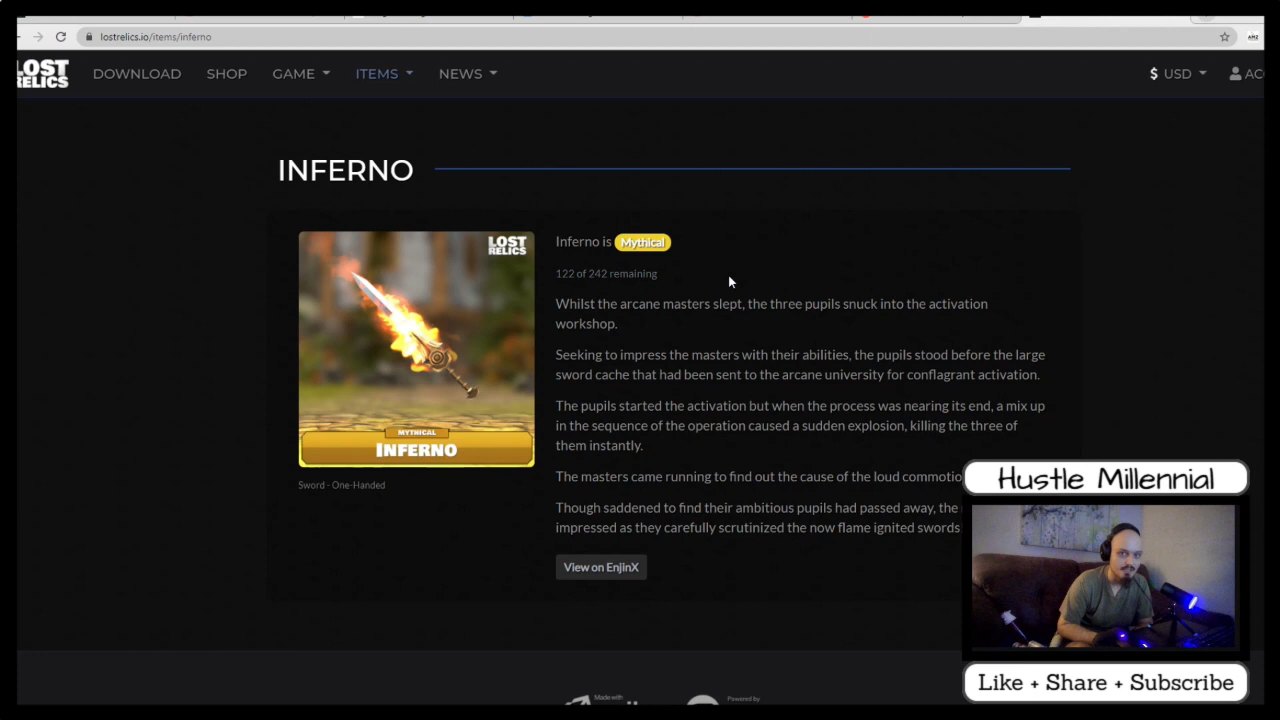 lostrelics.io/items/inferno
LOST
RELICS
DOWNLOAD
SHOP
GAME
ITEMS
NEWS
$ USD
INFERNO
LOST
RELICS
MYTHICAL
INFERNO
Sword - One-Handed
Inferno is Mythical
122 of 242 remaining
Whilst the arcane masters slept, the three pupils snuck into the activation
workshop.
Seeking to impress the masters with their abilities, the pupils stood before the large
sword cache that had been sent to the arcane university for conflagrant activation.
The pupils started the activation but when the process was nearing its end, a mix up
in the sequence of the operation caused a sudden explosion, killing the three of
them instantly.
The masters came running to find out the cause of the loud
Though saddened to find their ambitious pupils had passed away, the
impressed as they carefully scrutinized the now flame ignited swords
View on EnjinX
Made with
Powered by
Hustle Millennial
Like + Share + Subscribe